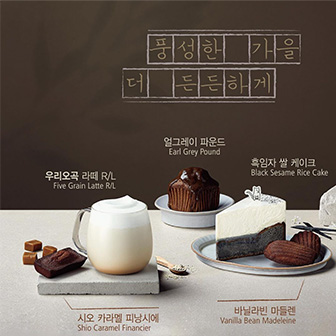 풍성한 가을
더 든든하게
얼그레이 파운드
Earl Grey Pound
흑임자 쌀 케이크
Black Sesame Rice Cake
우리오곡 라떼 R/L
Five Grain Latte R/L
시오 카라멜 피낭시에
Shio Caramel Financier
바닐라빈 마들렌
Vanilla Bean Madeleine